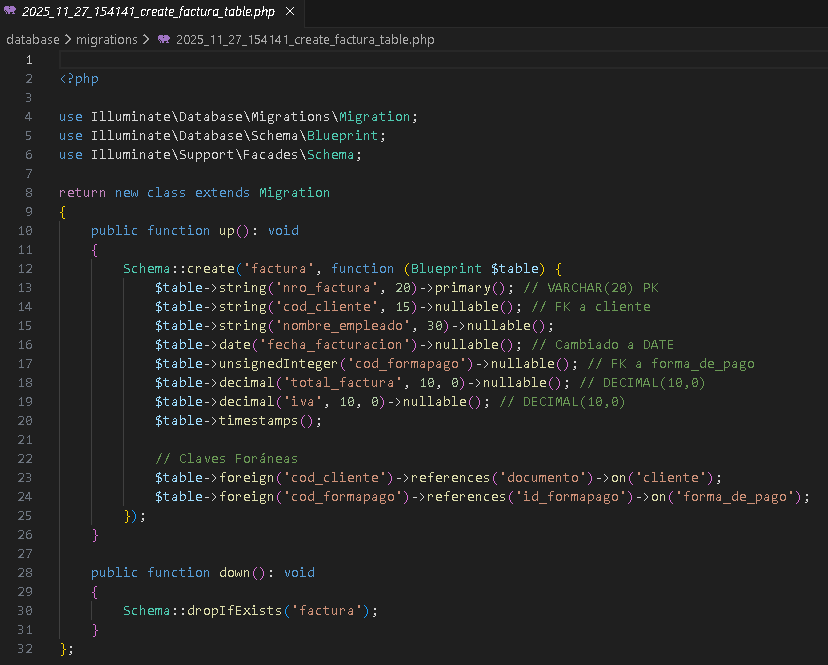 2025_11_27_154141_create_factura_table.php ×
database > migrations > 2025_11_27_154141_create_factura_table.php
1
2 <?php
3
4 use Illuminate\Database\Migrations\Migration;
5 use Illuminate\Database\Schema\Blueprint;
6 use Illuminate\Support\Facades\Schema;
7
8 return new class extends Migration
9 {
10     public function up(): void
11     {
12         Schema::create('factura', function (Blueprint $table) {
13             $table->string('nro_factura', 20)->primary(); // VARCHAR(20) PK
14             $table->string('cod_cliente', 15)->nullable(); // FK a cliente
15             $table->string('nombre_empleado', 30)->nullable();
16             $table->date('fecha_facturacion')->nullable(); // Cambiado a DATE
17             $table->unsignedInteger('cod_formapago')->nullable(); // FK a forma_de_pago
18             $table->decimal('total_factura', 10, 0)->nullable(); // DECIMAL(10,0)
19             $table->decimal('iva', 10, 0)->nullable(); // DECIMAL(10,0)
20             $table->timestamps();
21
22             // Claves Foráneas
23             $table->foreign('cod_cliente')->references('documento')->on('cliente');
24             $table->foreign('cod_formapago')->references('id_formapago')->on('forma_de_pago');
25         });
26     }
27
28     public function down(): void
29     {
30         Schema::dropIfExists('factura');
31     }
32 };